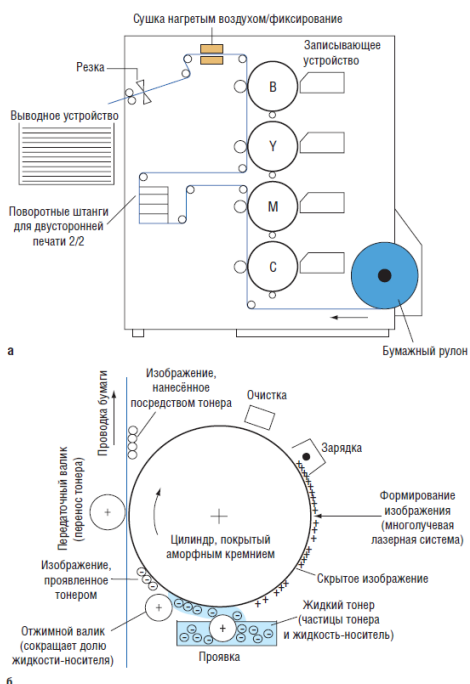 Сушка нагретым воздухом/фиксирование
Записывающее
устройство
Резка
Выводное устройство
B
Y
Поворотные штанги
для двусторонней
печати 2/2
M
C
Бумажный рулон
а
Изображение,
нанесённое
посредством тонера
Очистка
Проводка бумаги
Зарядка
Передаточный валик
(перенос тонера)
Формирование
изображения
(многолучевая
лазерная система)
Цилиндр, покрытый
аморфным кремнием
Изображение,
проявленное
тонером
Скрытое изображение
Жидкий тонер
(частицы тонера
и жидкость-носитель)
Отжимной валик
(сокращает долю
жидкости-носителя)
Проявка
б